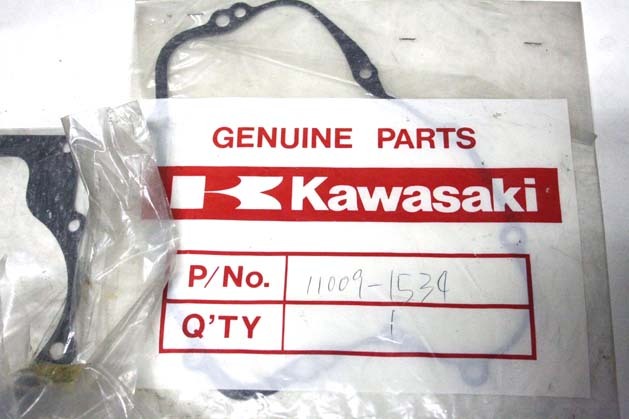 GENUINE PARTS
Kawasaki
P/No. 11009-1534
Q'TY 1